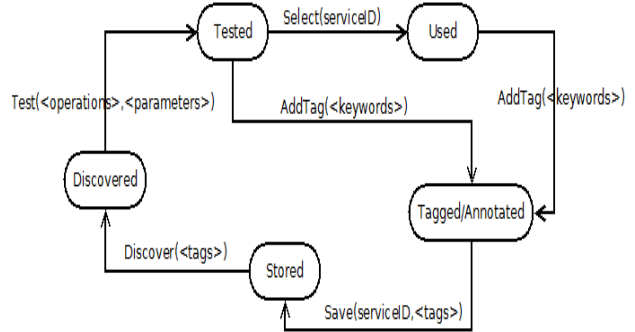 Select(serviceID)
Tested
Used
Test(<operations>,<parameters>)
AddTag(<keywords>)
AddTag(<keywords>)
Discovered
Tagged/Annotated
Discover(<tags>)
Stored
Save(serviceID,<tags>)